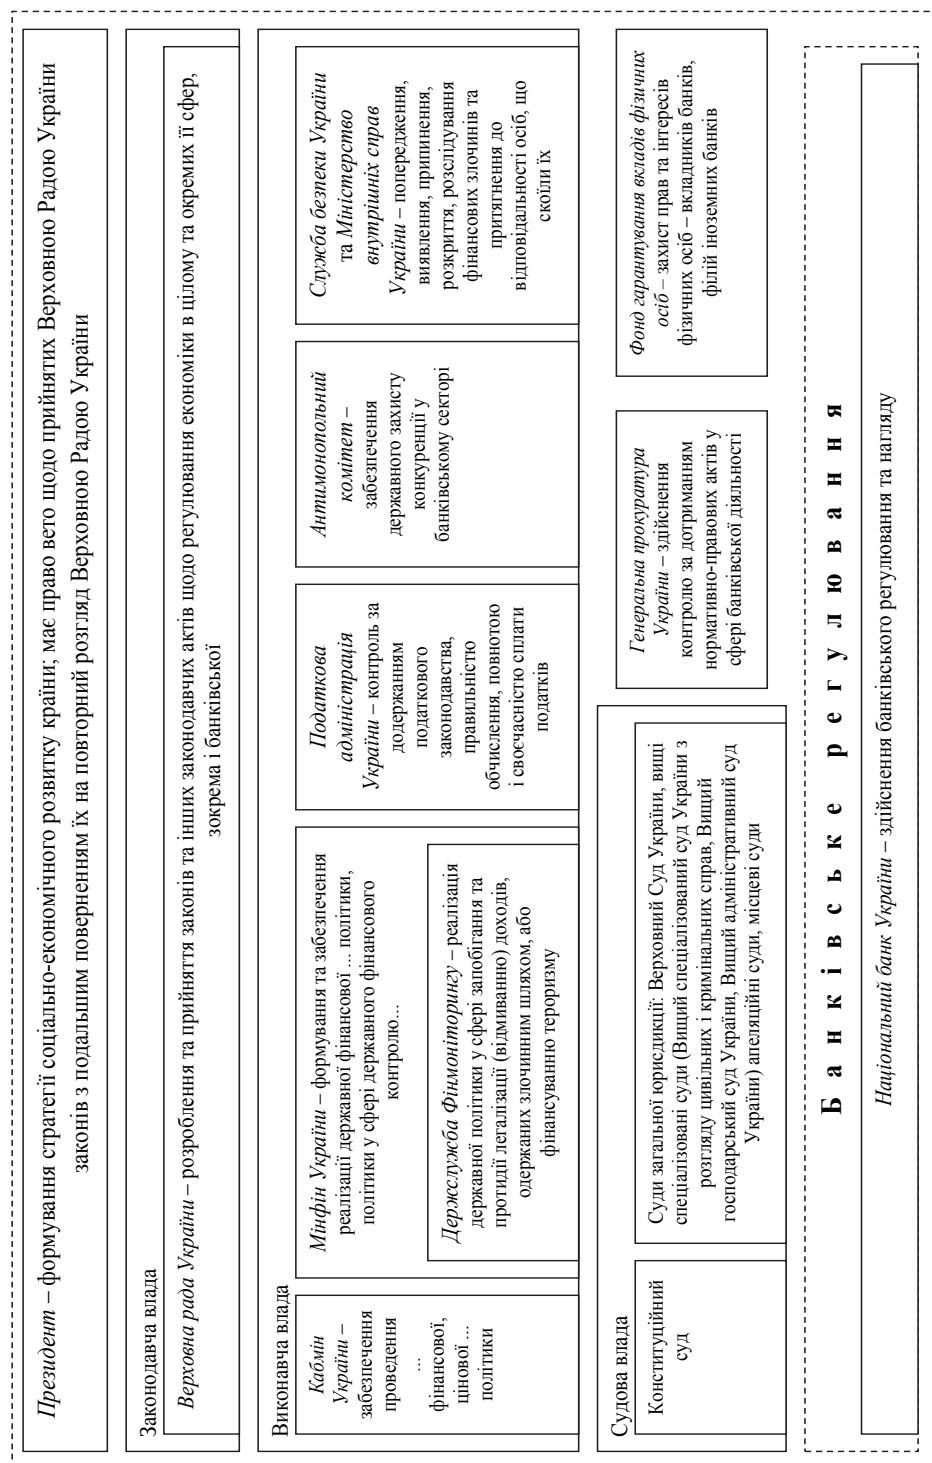 Президент – формування стратегії соціально-економічного розвитку країни; має право вето щодо прийнятих Верховною Радою України
законів з подальшим поверненням їх на повторний розгляд Верховною Радою України
Законодавча влада
Верховна рада України – розроблення та прийняття законів та інших законодавчих актів щодо регулювання економіки в цілому та окремих її сфер,
зокрема і банківської
Виконавча влада
Кабмін
України –
забезпечення
проведення
...
фінансової,
цінової ...
політики
Мінфін України – формування та забезпечення
реалізації державної фінансової ... політики,
політики у сфері державного фінансового
контролю...
Держслужба Фінмоніторингу – реалізація
державної політики у сфері запобігання та
протидії легалізації (відмиванню) доходів,
одержаних злочинним шляхом, або
фінансуванню тероризму
Податкова
адміністрація
України – контроль за
додержанням
податкового
законодавства,
правильністю
обчислення, повнотою
і своєчасністю сплати
податків
Антимонопольний
комітет –
забезпечення
державного захисту
конкуренції у
банківському секторі
Служба безпеки України
та Міністерство
внутрішніх справ
України – попередження,
виявлення, припинення,
розкриття, розслідування
фінансових злочинів та
притягнення до
відповідальності осіб, що
скоїли їх
Судова влада
Конституційний
суд
Суди загальної юрисдикції: Верховний Суд України, вищі
спеціалізовані суди (Вищий спеціалізований суд України з
розгляду цивільних і кримінальних справ, Вищий
господарський суд України, Вищий адміністративний суд
України) апеляційні суди, місцеві суди
Генеральна прокуратура
України – здійснення
контролю за дотриманням
нормативно-правових актів у
сфері банківської діяльності
Фонд гарантування вкладів фізичних
осіб – захист прав та інтересів
фізичних осіб – вкладників банків,
філій іноземних банків
Банківське регулювання
Національний банк України – здійснення банківського регулювання та нагляду